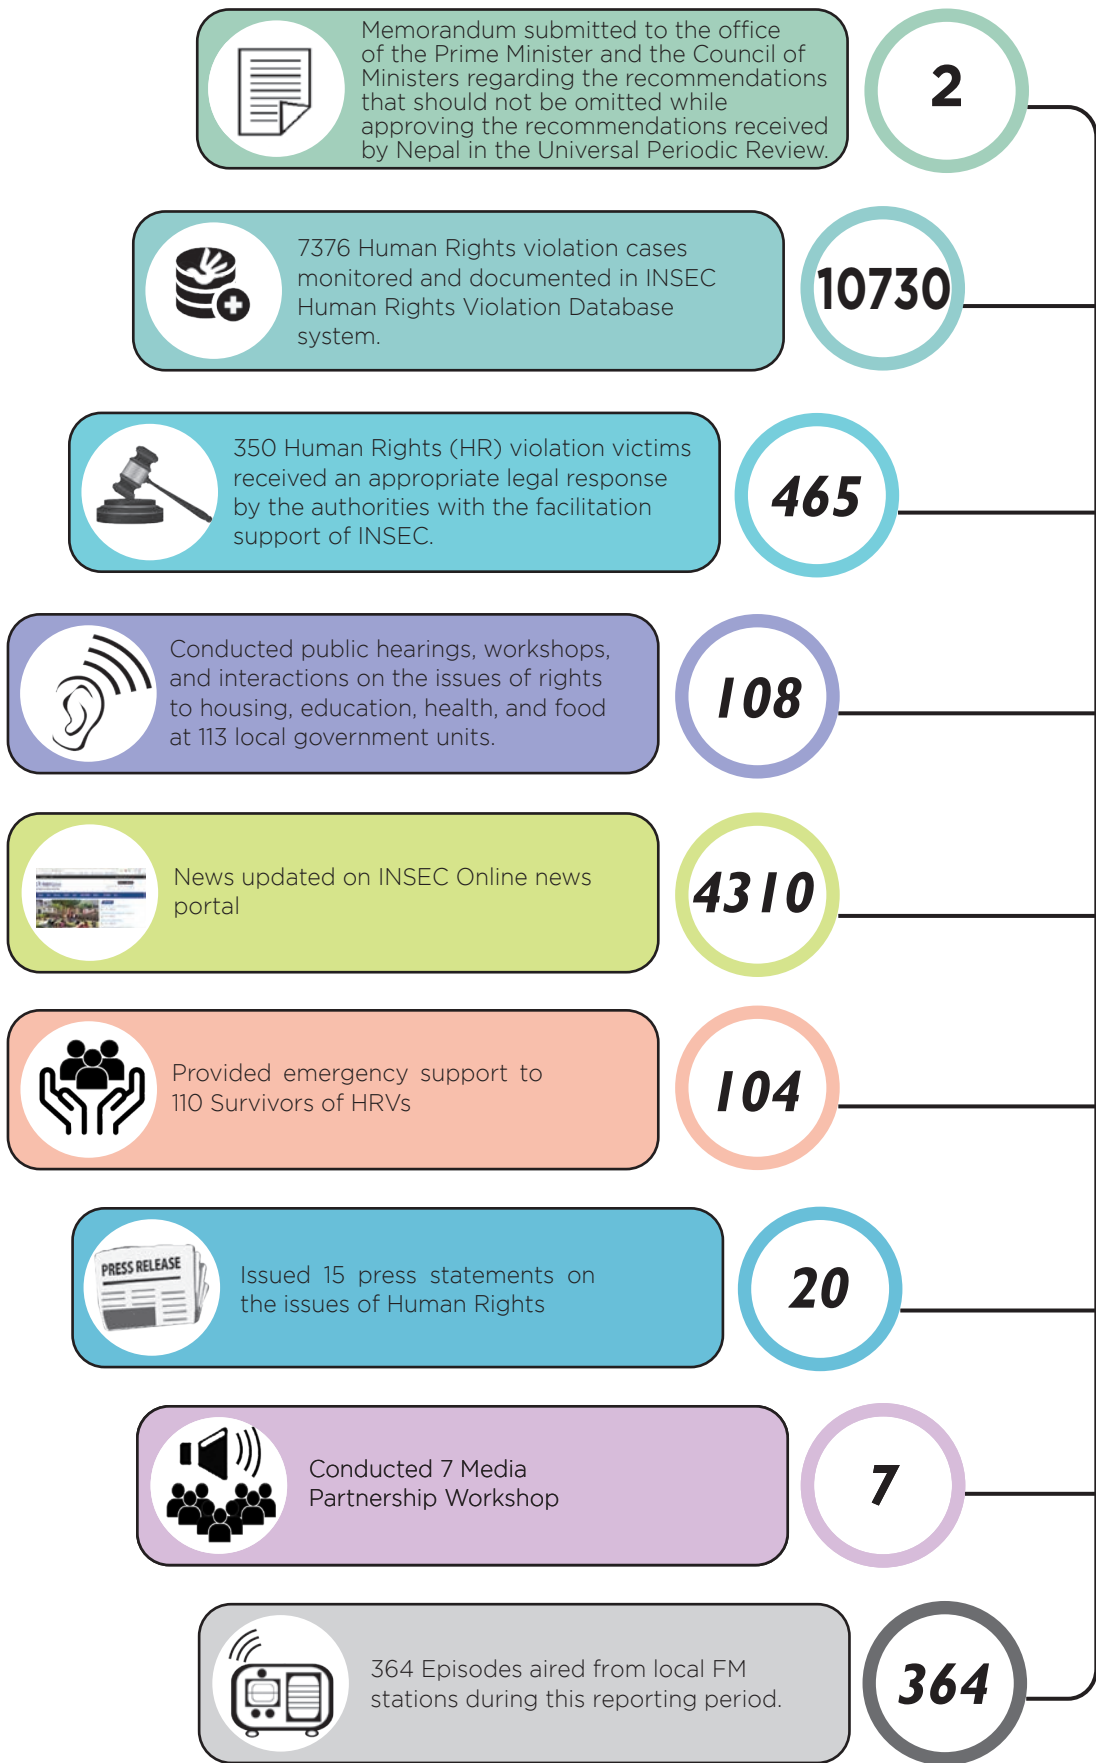 Memorandum submitted to the office
of the Prime Minister and the Council of
Ministers regarding the recommendations
that should not be omitted while
approving the recommendations received
by Nepal in the Universal Periodic Review.
2
7376 Human Rights violation cases
monitored and documented in INSEC
Human Rights Violation Database
system.
10730
350 Human Rights (HR) violation victims
received an appropriate legal response
by the authorities with the facilitation
support of INSEC.
465
Conducted public hearings, workshops,
and interactions on the issues of rights
to housing, education, health, and food
at 113 local government units.
108
News updated on INSEC Online news
portal
4310
Provided emergency support to
110 Survivors of HRVs
104
PRESS RELEASE
Issued 15 press statements on
the issues of Human Rights
20
Conducted 7 Media
Partnership Workshop
7
364 Episodes aired from local FM
stations during this reporting period.
364